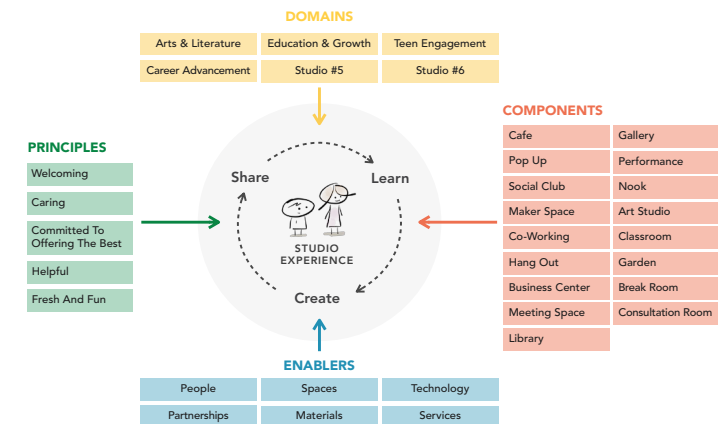 DOMAINS
Arts & Literature
Education & Growth
Teen Engagement
Career Advancement
Studio #5
Studio #6
PRINCIPLES
Welcoming
Caring
Committed To
Offering The Best
Helpful
Fresh And Fun
Share
Learn
STUDIO
EXPERIENCE
Create
COMPONENTS
Cafe
Gallery
Pop Up
Performance
Social Club
Nook
Maker Space
Art Studio
Co-Working
Classroom
Hang Out
Garden
Business Center
Break Room
Meeting Space
Consultation Room
Library
ENABLERS
People
Spaces
Technology
Partnerships
Materials
Services